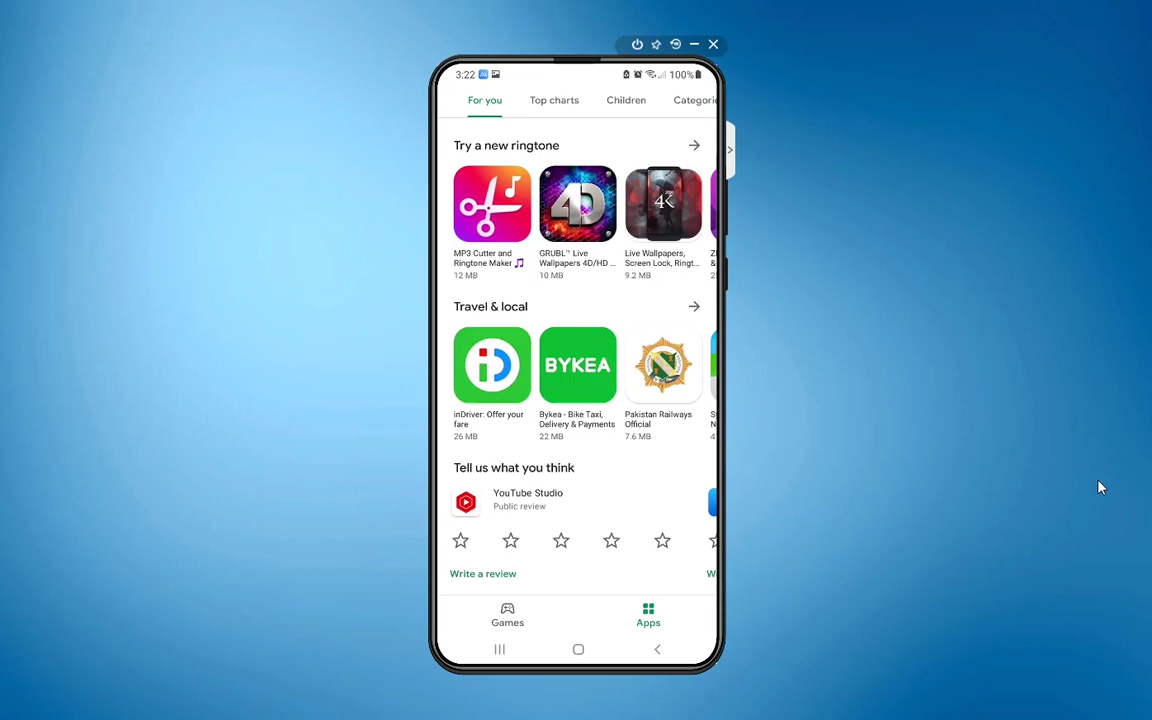 3:22 100%
For you Top charts Children Categorie
Try a new ringtone
4D 4K
MP3 Cutter and
Ringtone Maker 🎵
12 MB
GRUBL™ Live
Wallpapers 4D/HD ...
10 MB
Live Wallpapers,
Screen Lock, Ringt...
9.2 MB
Travel & local
iD BYKEA
inDriver: Offer your
fare
26 MB
Bykea - Bike Taxi,
Delivery & Payments
22 MB
Pakistan Railways
Official
7.6 MB
Tell us what you think
YouTube Studio
Public review
Write a review W
Games Apps